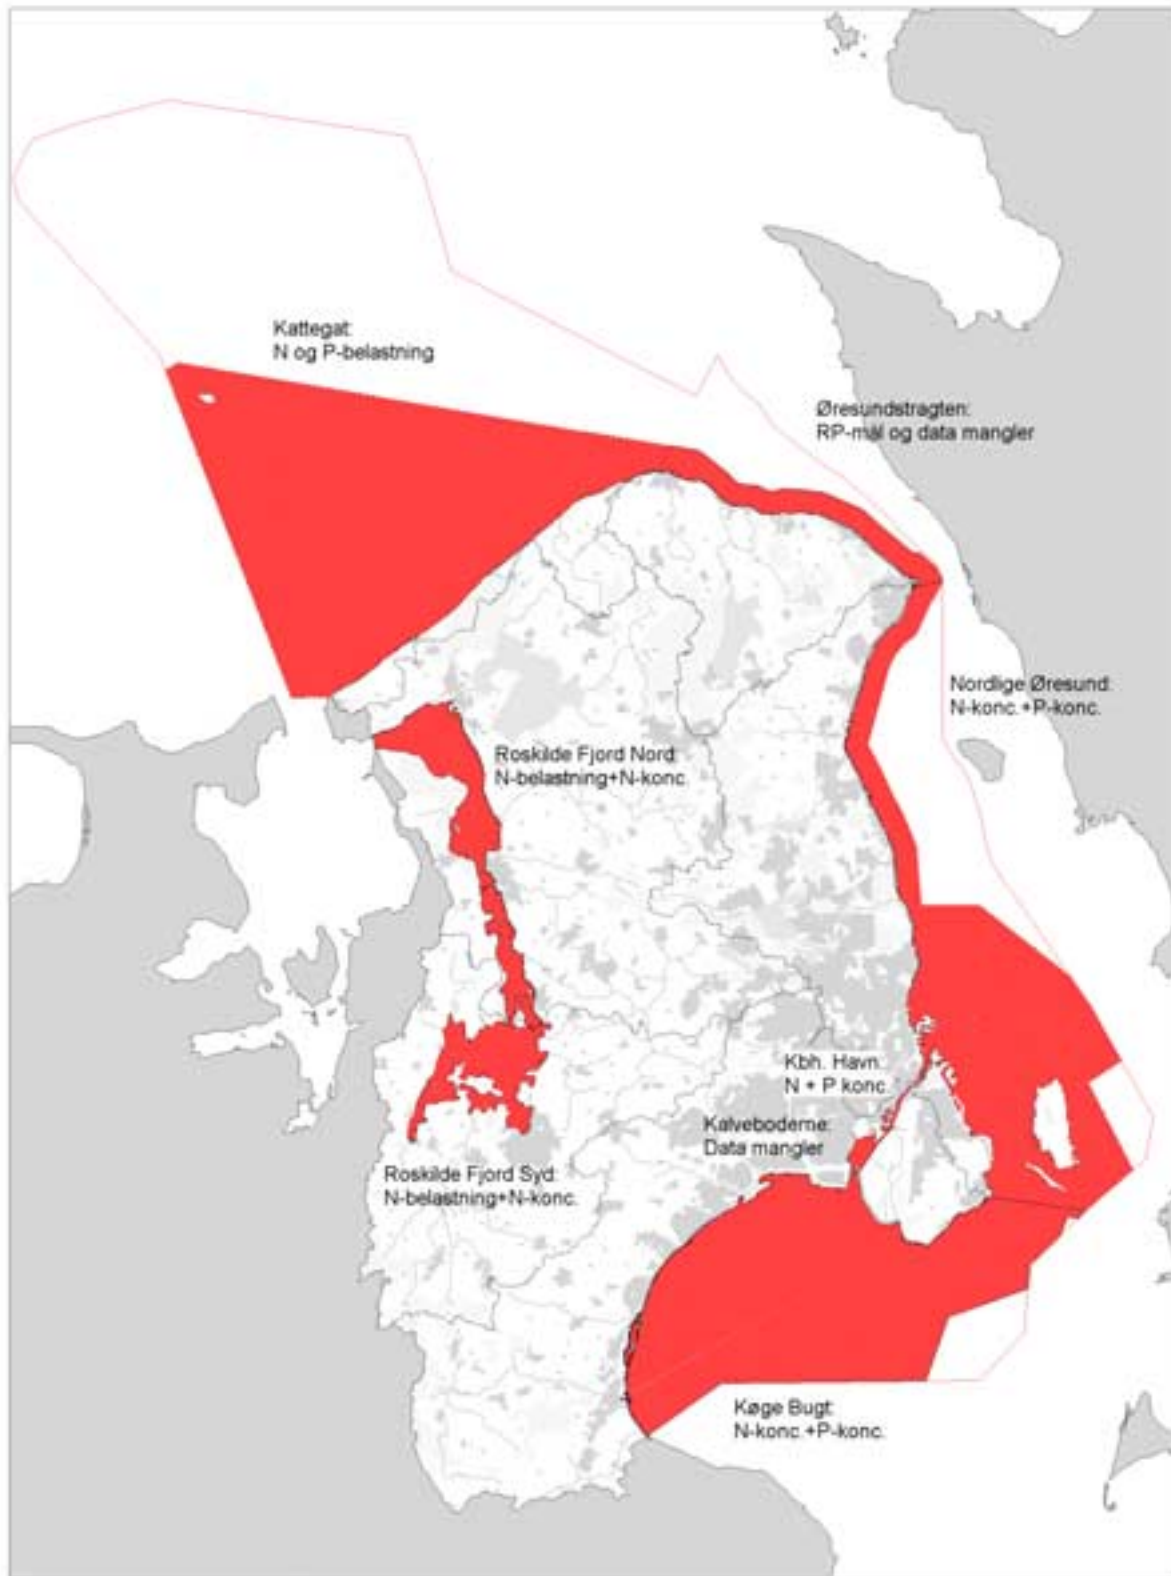 Kattegat:
N og P-belastning
Øresundstragten:
RP-mål og data mangler
Nordlige Øresund:
N-konc.+P-konc.
Roskilde Fjord Nord:
N-belastning+N-konc.
Kbh. Havn:
N + P konc.
Kalveboderne:
Data mangler
Roskilde Fjord Syd:
N-belastning+N-konc.
Køge Bugt:
N-konc.+P-konc.